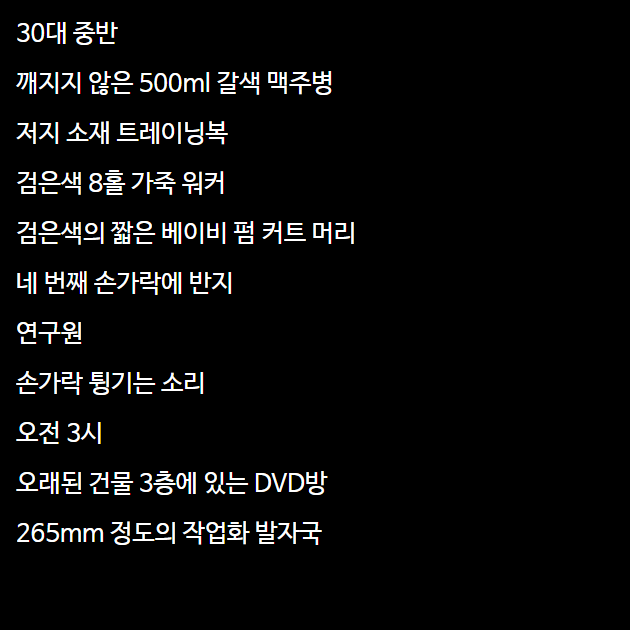 30대 중반
깨지지 않은 500ml 갈색 맥주병
저지 소재 트레이닝복
검은색 8홀 가죽 워커
검은색의 짧은 베이비 펌 커트 머리
네 번째 손가락에 반지
연구원
손가락 튕기는 소리
오전 3시
오래된 건물 3층에 있는 DVD방
265mm 정도의 작업화 발자국